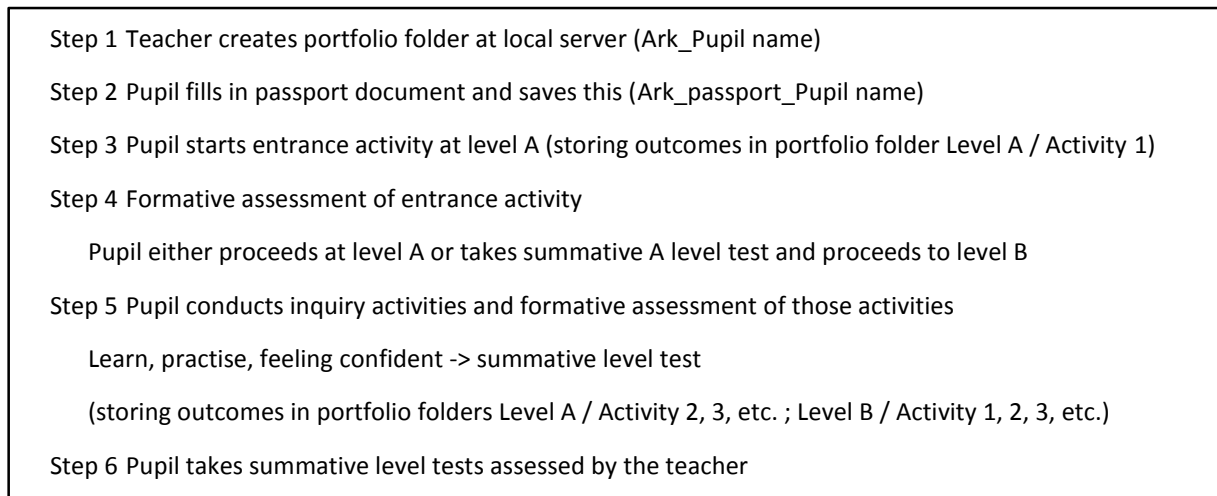 Step 1 Teacher creates portfolio folder at local server (Ark_Pupil name)
Step 2 Pupil fills in passport document and saves this (Ark_passport_Pupil name)
Step 3 Pupil starts entrance activity at level A (storing outcomes in portfolio folder Level A / Activity 1)
Step 4 Formative assessment of entrance activity
Pupil either proceeds at level A or takes summative A level test and proceeds to level B
Step 5 Pupil conducts inquiry activities and formative assessment of those activities
Learn, practise, feeling confident -> summative level test
(storing outcomes in portfolio folders Level A / Activity 2, 3, etc. ; Level B / Activity 1, 2, 3, etc.)
Step 6 Pupil takes summative level tests assessed by the teacher